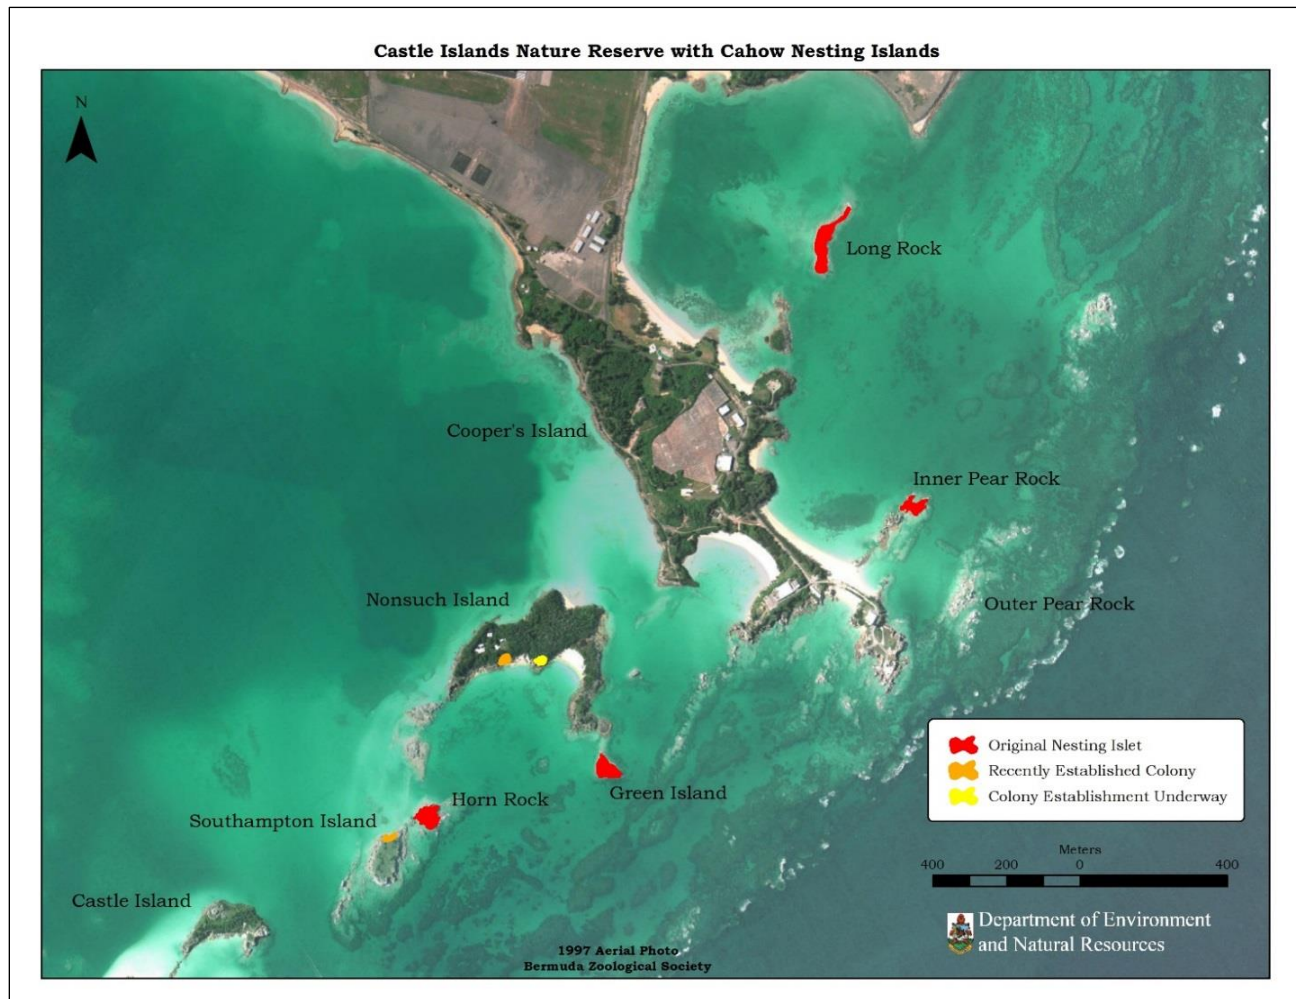 Castle Islands Nature Reserve with Cahow Nesting Islands
N
Long Rock
Cooper's Island
Inner Pear Rock
Nonsuch Island
Outer Pear Rock
Original Nesting Islet
Recently Established Colony
Colony Establishment Underway
Green Island
Horn Rock
Southampton Island
Meters
400 200 0 400
Castle Island
Department of Environment
and Natural Resources
1997 Aerial Photo
Bermuda Zoological Society